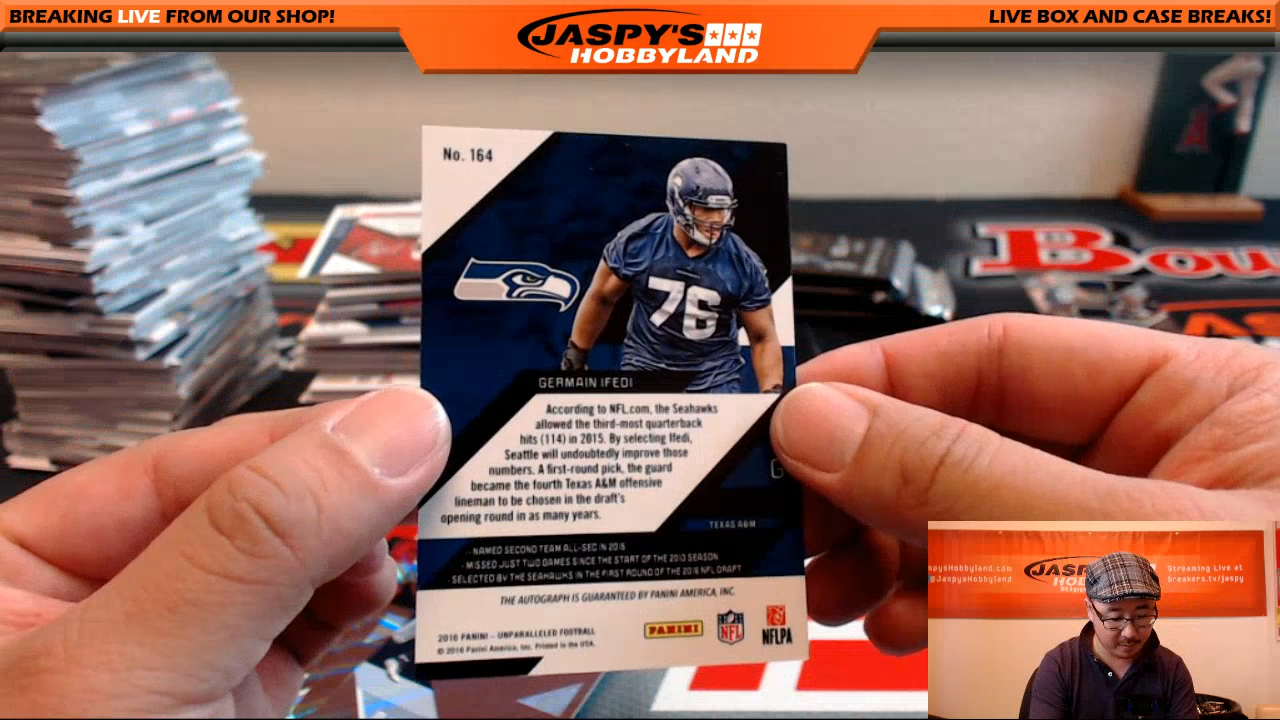 BREAKING LIVE FROM OUR SHOP!
JASPY'S
HOBBYLAND
LIVE BOX AND CASE BREAKS!
No. 164
76
GERMAIN IFEDI
According to NFL.com, the Seahawks
allowed the third-most quarterback
hits (114) in 2015. By selecting Ifedi,
Seattle will undoubtedly improve those
numbers. A first-round pick, the guard
became the fourth Texas A&M offensive
lineman to be chosen in the draft's
opening round in as many years.
TEXAS A&M
- NAMED SECOND TEAM ALL-SEC IN 2015
- MISSED JUST TWO GAMES SINCE THE START OF THE 2013 SEASON
- SELECTED BY THE SEAHAWKS IN THE FIRST ROUND OF THE 2016 NFL DRAFT
THE AUTOGRAPH IS GUARANTEED BY PANINI AMERICA, INC.
2016 PANINI – UNPARALLELED FOOTBALL
© 2016 Panini America, Inc. Printed in the USA.
PANINI
NFL
NFLPA
Bou
Streaming Live at
breakers.tv/jaspy
@JaspysHobbyland